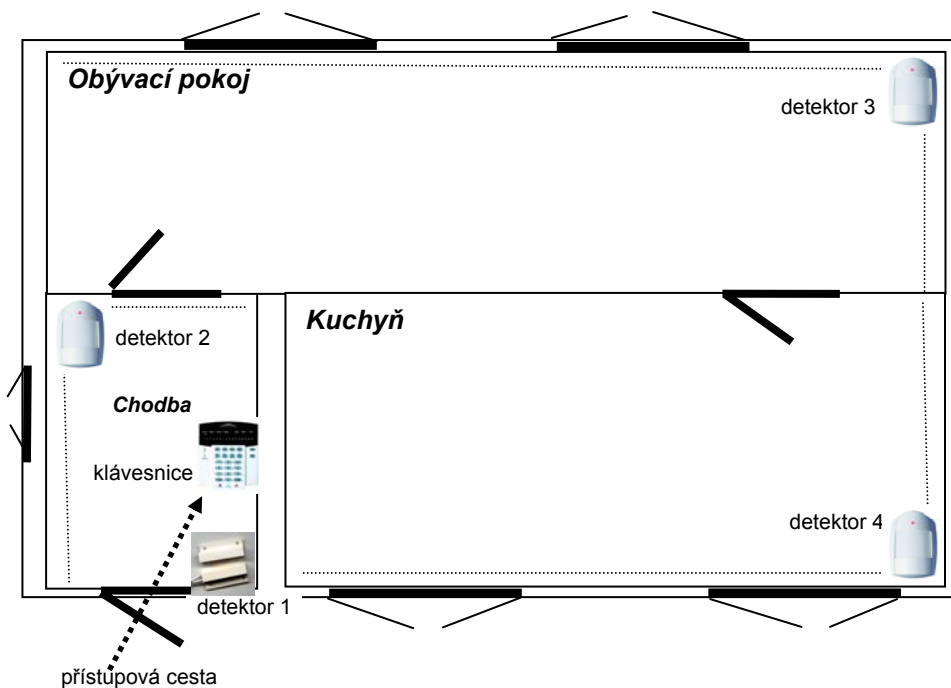 Obývací pokoj
detektor 3
Kuchyň
detektor 2
Chodba
klávesnice
detektor 4
detektor 1
přístupová cesta